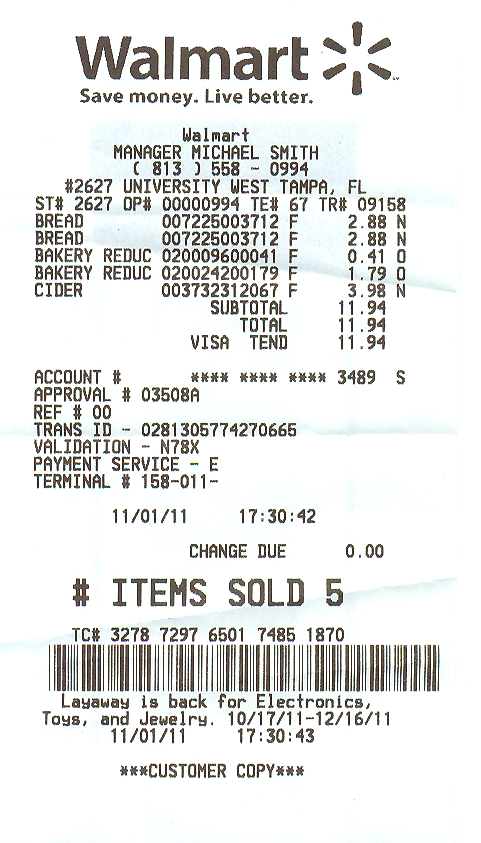 Walmart
Save money. Live better.
Walmart
MANAGER MICHAEL SMITH
( 813 ) 558 - 0994
#2627 UNIVERSITY WEST TAMPA, FL
ST# 2627 OP# 00000994 TE# 67 TR# 09158
BREAD 007225003712 F 2.88 N
BREAD 007225003712 F 2.88 N
BAKERY REDUC 020009600041 F 0.41 O
BAKERY REDUC 020024200179 F 1.79 O
CIDER 003732312067 F 3.98 N
SUBTOTAL 11.94
TOTAL 11.94
VISA TEND 11.94
ACCOUNT # **** **** **** 3489 S
APPROVAL # 03508A
REF # 00
TRANS ID - 0281305774270665
VALIDATION - N78X
PAYMENT SERVICE - E
TERMINAL # 158-011-
11/01/11 17:30:42
CHANGE DUE 0.00
# ITEMS SOLD 5
TC# 3278 7297 6501 7485 1870
Layaway is back for Electronics,
Toys, and Jewelry. 10/17/11-12/16/11
11/01/11 17:30:43
***CUSTOMER COPY***